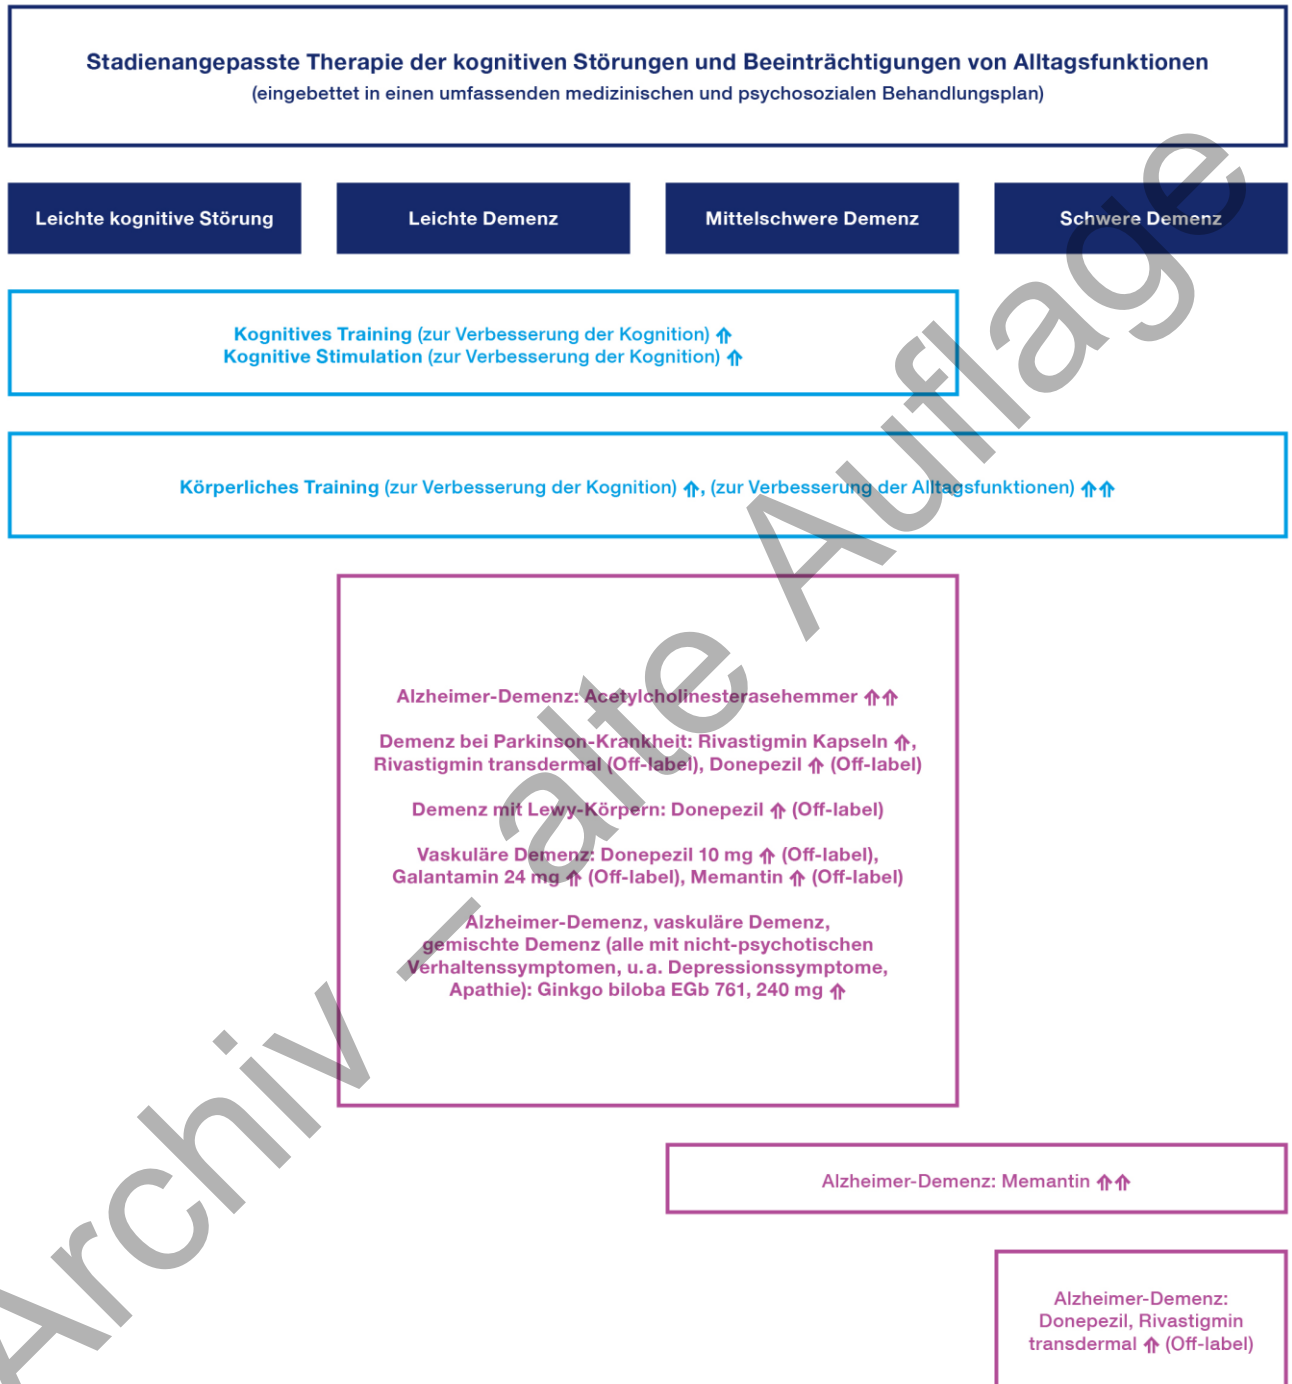 Stadienangepasste Therapie der kognitiven Störungen und Beeinträchtigungen von Alltagsfunktionen
(eingebettet in einen umfassenden medizinischen und psychosozialen Behandlungsplan)
Leichte kognitive Störung
Leichte Demenz
Mittelschwere Demenz
Schwere Demenz
Kognitives Training (zur Verbesserung der Kognition) ⇑
Kognitive Stimulation (zur Verbesserung der Kognition) ⇑
Körperliches Training (zur Verbesserung der Kognition) ⇑, (zur Verbesserung der Alltagsfunktionen) ⇑⇑
Alzheimer-Demenz: Acetylcholinesterasehemmer ⇑⇑
Demenz bei Parkinson-Krankheit: Rivastigmin Kapseln ⇑,
Rivastigmin transdermal (Off-label), Donepezil ⇑ (Off-label)
Demenz mit Lewy-Körpern: Donepezil ⇑ (Off-label)
Vaskuläre Demenz: Donepezil 10 mg ⇑ (Off-label),
Galantamin 24 mg ⇑ (Off-label), Memantin ⇑ (Off-label)
Alzheimer-Demenz, vaskuläre Demenz,
gemischte Demenz (alle mit nicht-psychotischen
Verhaltenssymptomen, u. a. Depressionssymptome,
Apathie): Ginkgo biloba EGb 761, 240 mg ⇑
Alzheimer-Demenz: Memantin ⇑⇑
Alzheimer-Demenz:
Donepezil, Rivastigmin
transdermal ⇑ (Off-label)
Archiv – alte Auflage